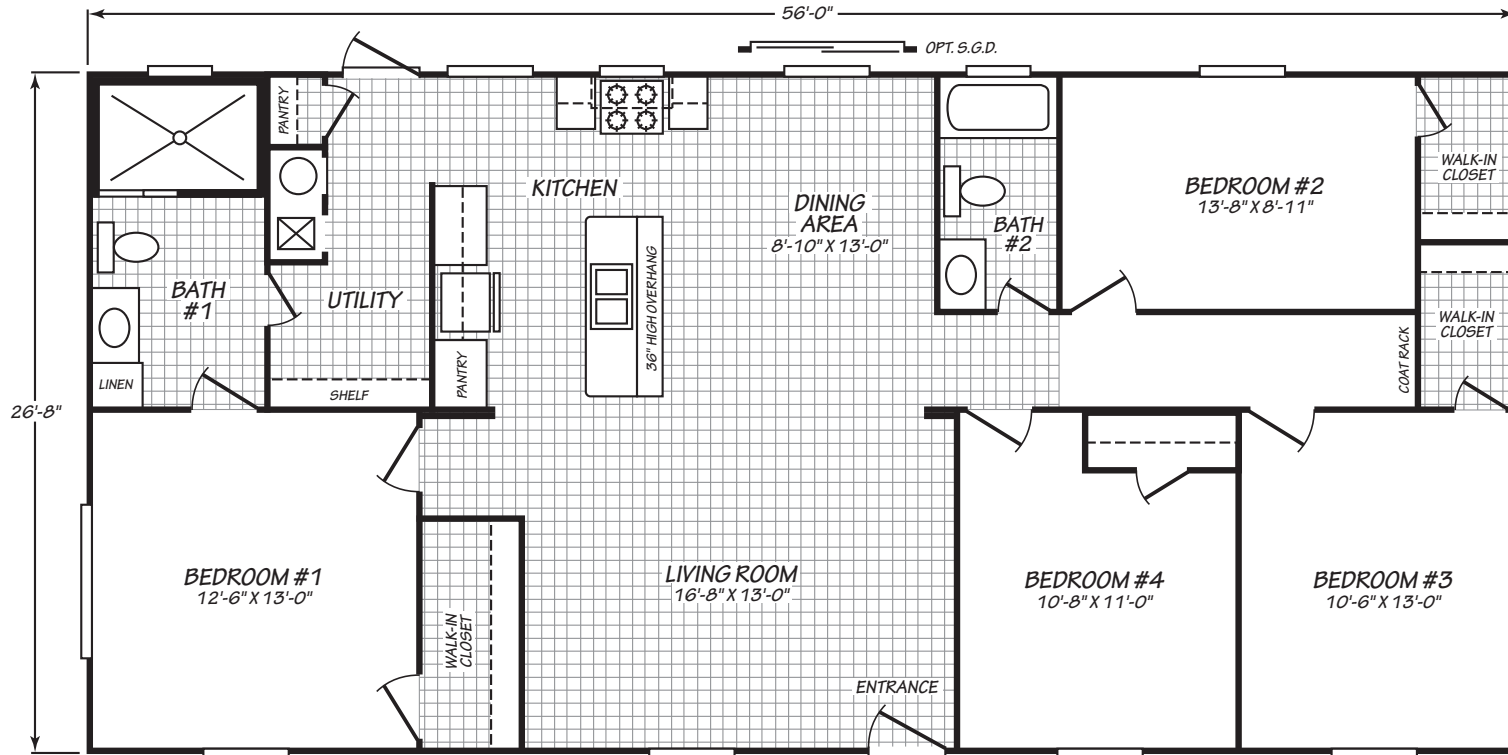 56'-0"
OPT. S.G.D.
PANTRY
KITCHEN
DINING
AREA
8'-10" X 13'-0"
BATH
#2
BEDROOM #2
13'-8" X 8'-11"
WALK-IN
CLOSET
BATH
#1
UTILITY
36" HIGH OVERHANG
WALK-IN
CLOSET
LINEN
SHELF
PANTRY
COAT RACK
26'-8"
BEDROOM #1
12'-6" X 13'-0"
WALK-IN
CLOSET
LIVING ROOM
16'-8" X 13'-0"
BEDROOM #4
10'-8" X 11'-0"
BEDROOM #3
10'-6" X 13'-0"
ENTRANCE